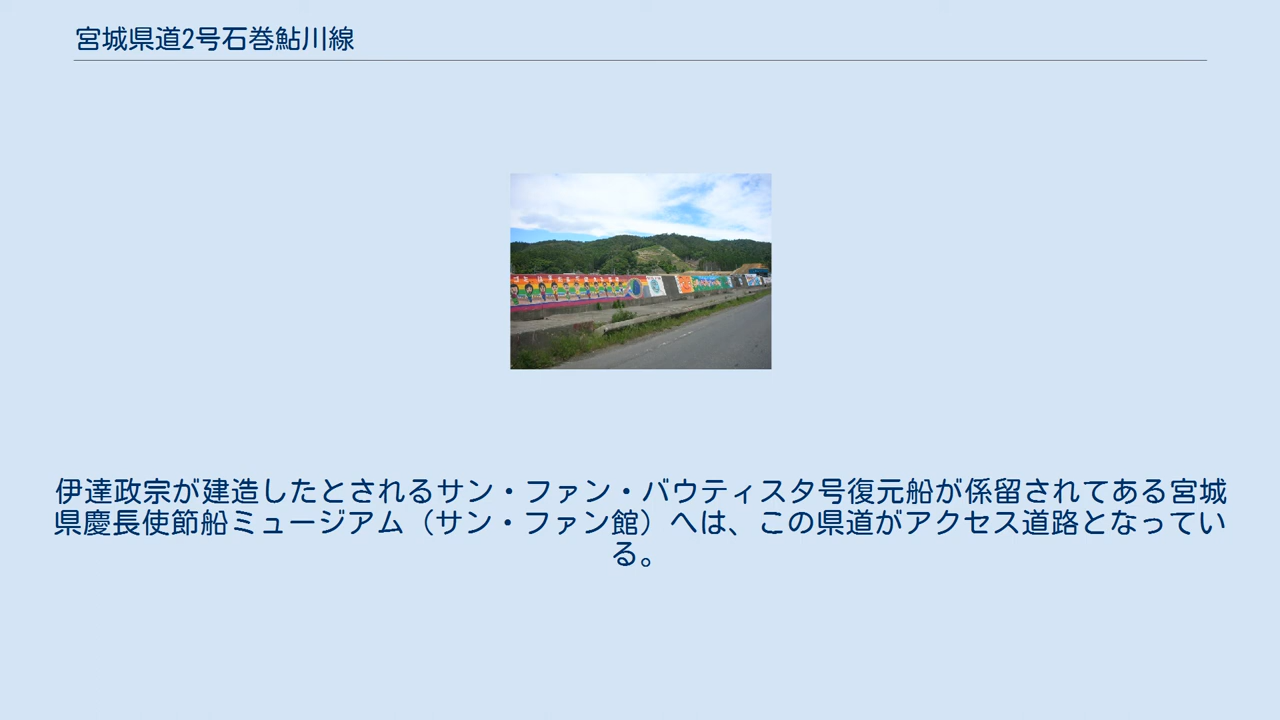 宮城県道2号石巻鮎川線
伊達政宗が建造したとされるサン・ファン・バウティスタ号復元船が係留されてある宮城
県慶長使節船ミュージアム（サン・ファン館）へは、この県道がアクセス道路となってい
る。